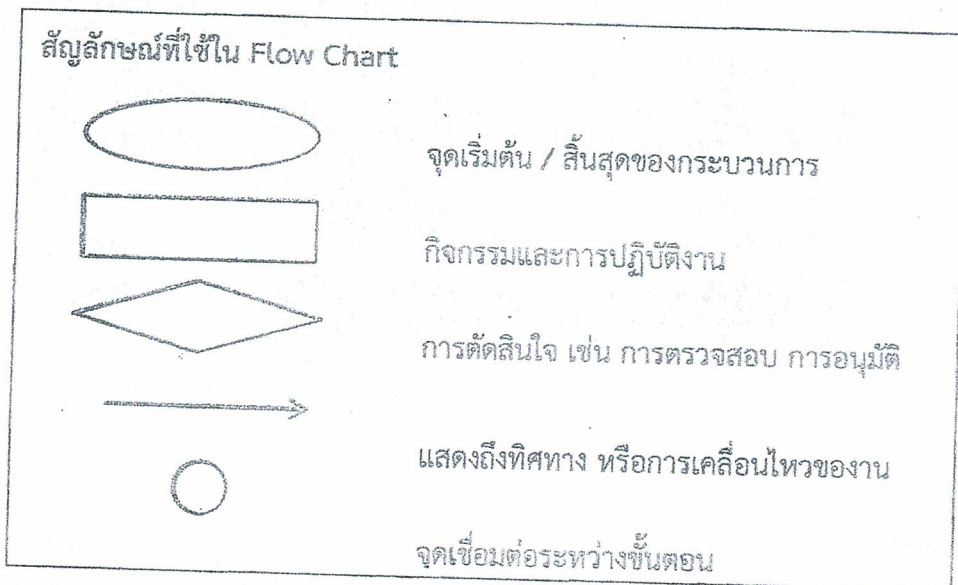 สัญลักษณ์ที่ใช้ใน Flow Chart
จุดเริ่มต้น / สิ้นสุดของกระบวนการ
กิจกรรมและการปฏิบัติงาน
การตัดสินใจ เช่น การตรวจสอบ การอนุมัติ
แสดงถึงทิศทาง หรือการเคลื่อนไหวของงาน
จุดเชื่อมต่อระหว่างขั้นตอน